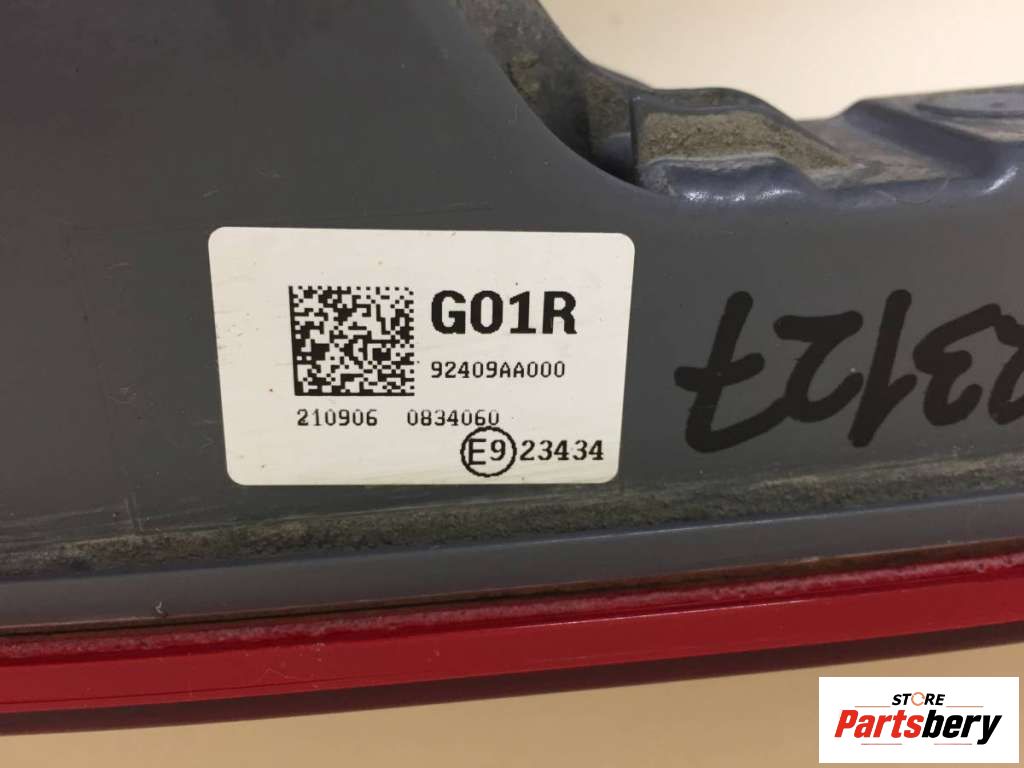 G01R
92409AA000
210906 0834060
E9 23434
23127
STORE
Partsbery